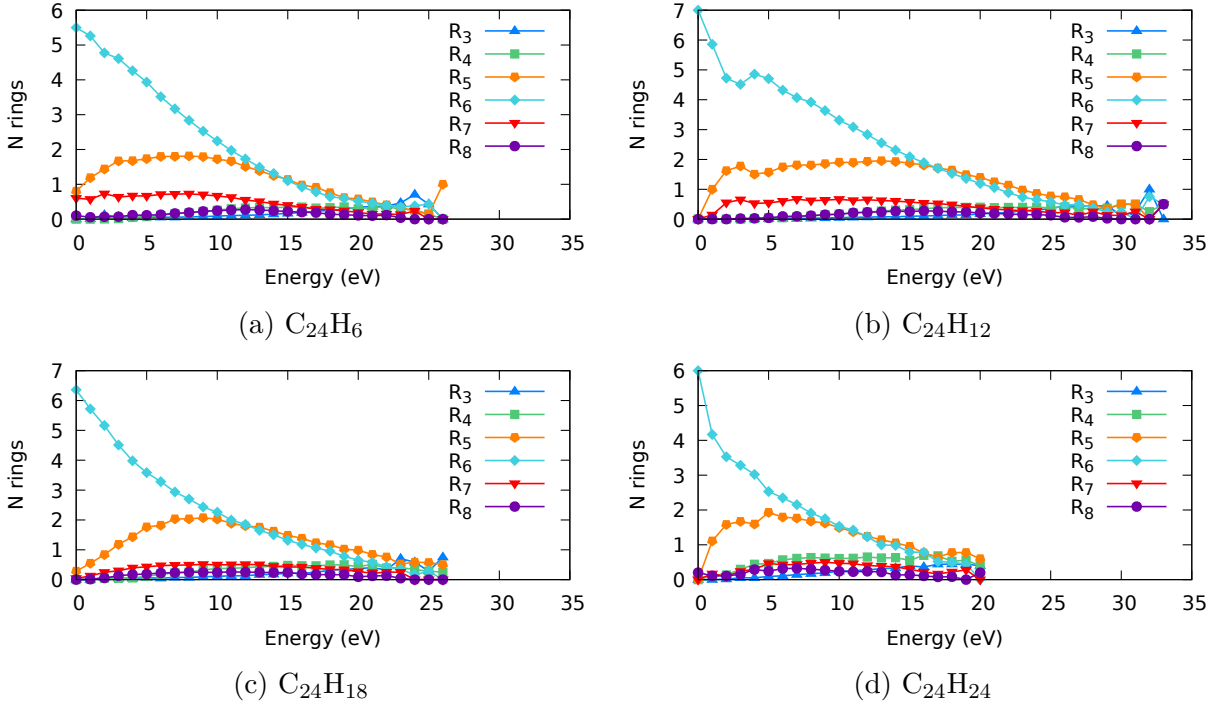 6
5
4
3
2
1
0
N rings
0 5 10 15 20 25 30 35
Energy (eV)
R3
R4
R5
R6
R7
R8
(a) C24H6
7
6
5
4
3
2
1
0
N rings
0 5 10 15 20 25 30 35
Energy (eV)
R3
R4
R5
R6
R7
R8
(b) C24H12
7
6
5
4
3
2
1
0
N rings
0 5 10 15 20 25 30 35
Energy (eV)
R3
R4
R5
R6
R7
R8
(c) C24H18
6
5
4
3
2
1
0
N rings
0 5 10 15 20 25 30 35
Energy (eV)
R3
R4
R5
R6
R7
R8
(d) C24H24